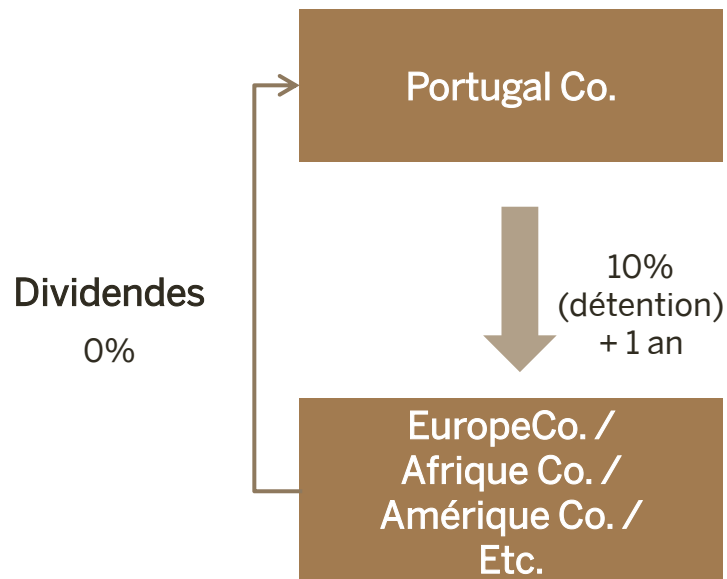 Portugal Co.
Dividendes
0%
10%
(détention)
+ 1 an
EuropeCo. /
Afrique Co. /
Amérique Co. /
Etc.